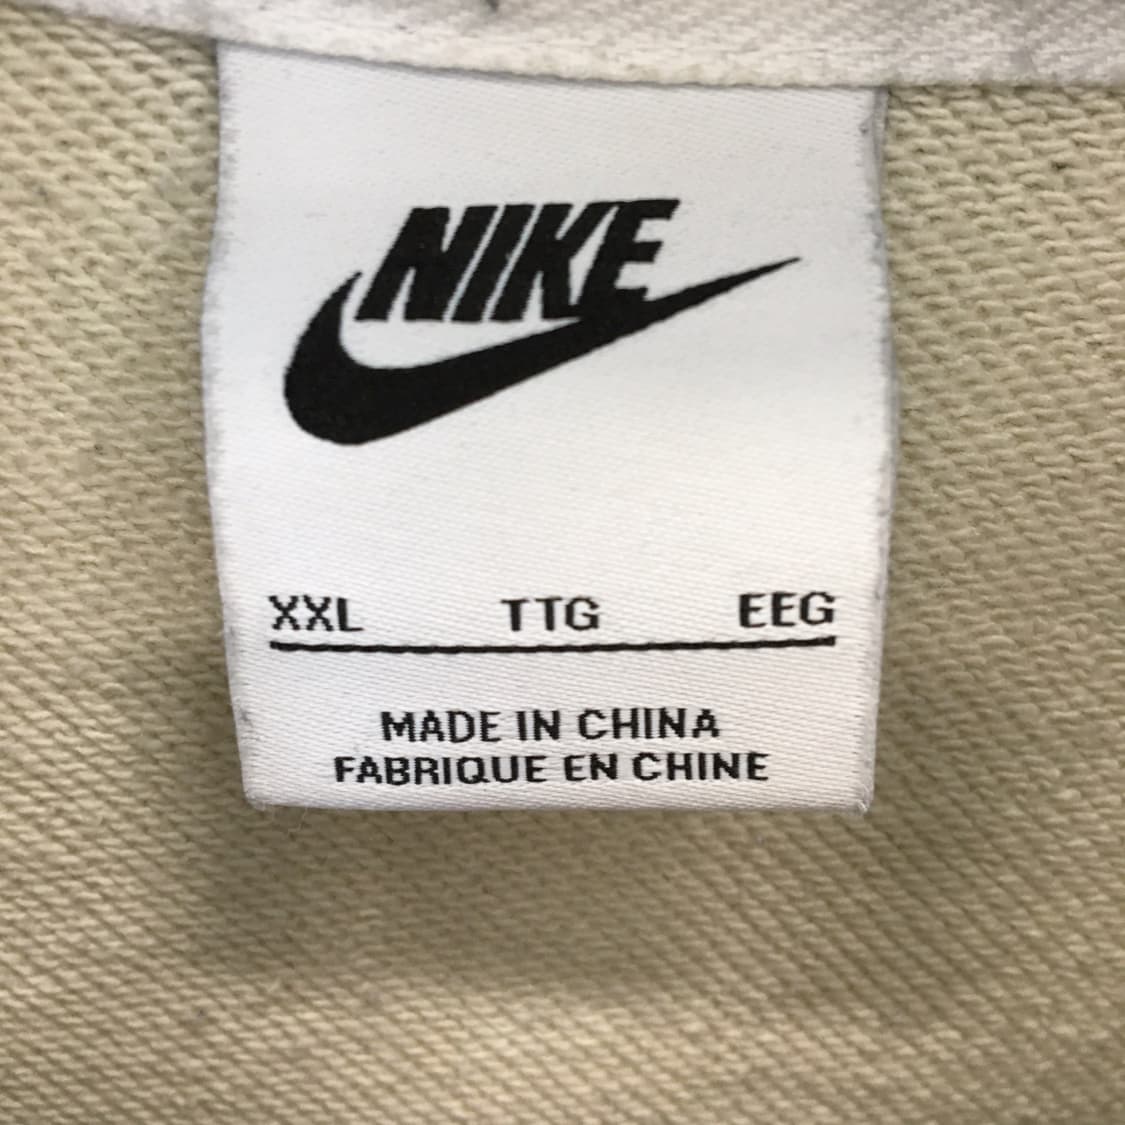 NIKE
XXL TTG EEG
MADE IN CHINA
FABRIQUE EN CHINE